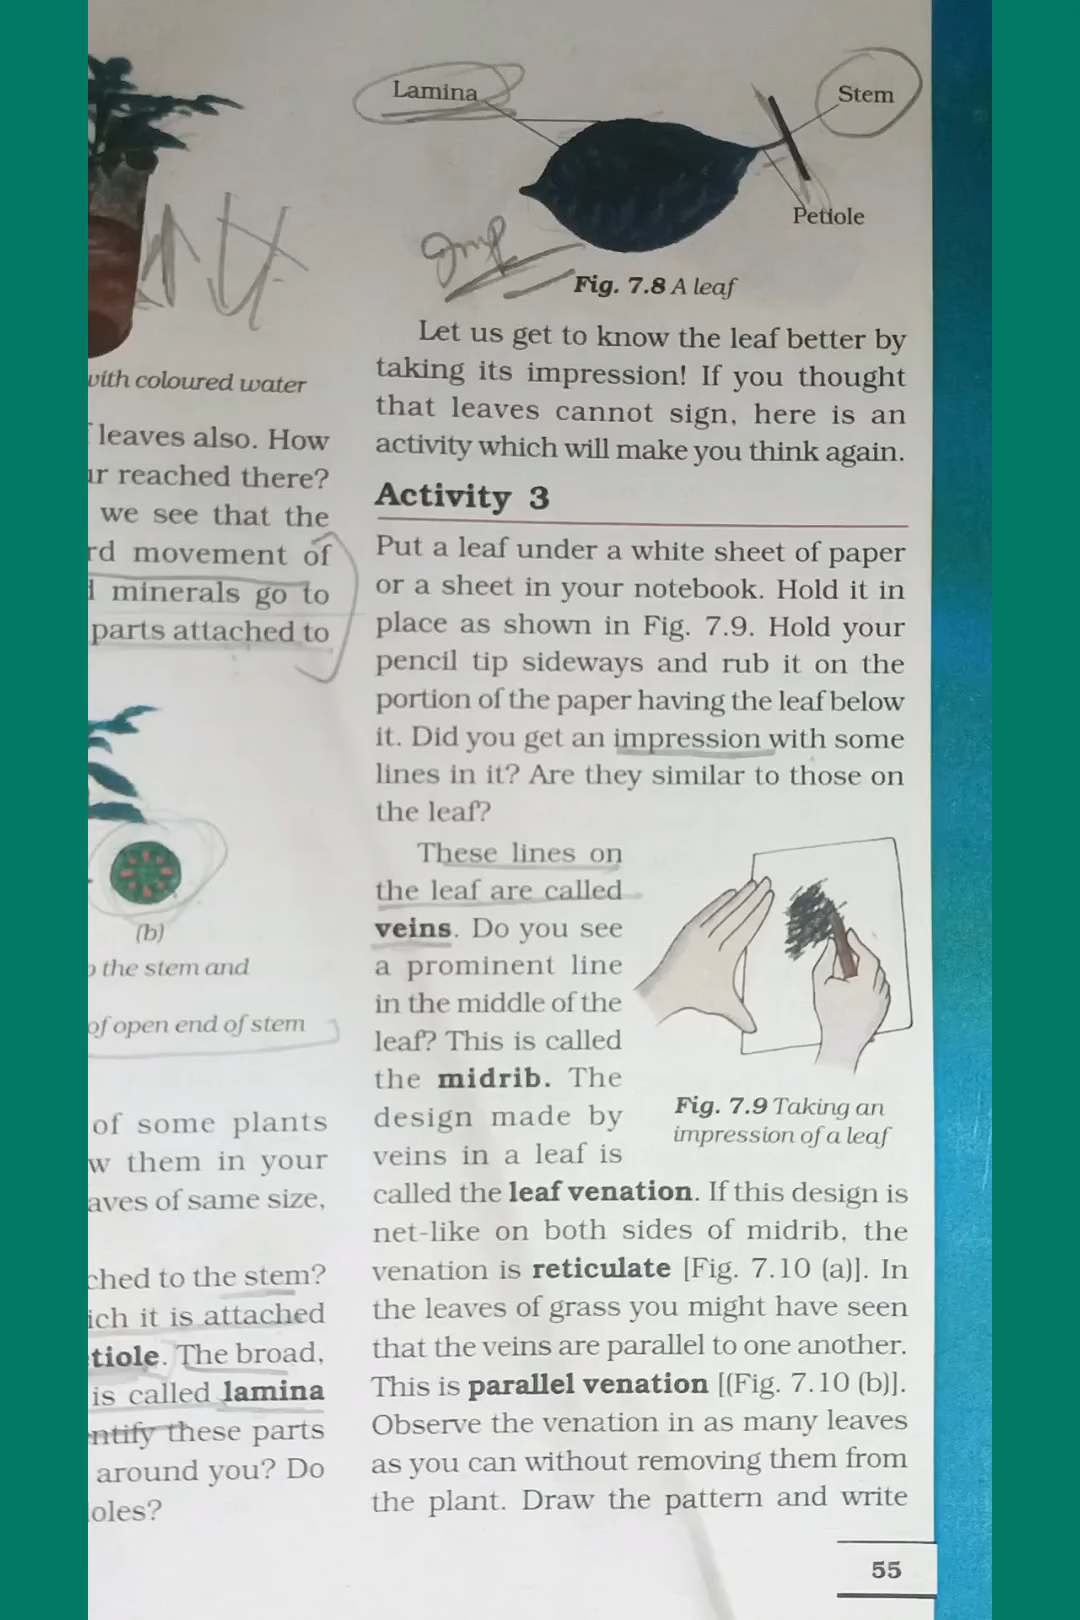 with coloured water
leaves also. How
reached there?
we see that the
movement of
minerals go to
parts attached to
(b)
the stem and
of open end of stem
of some plants
them in your
of same size,
to the stem?
it is attached
The broad,
is called lamina
these parts
around you? Do
Lamina
Stem
Petiole
Imp
Fig. 7.8 A leaf
Let us get to know the leaf better by
taking its impression! If you thought
that leaves cannot sign, here is an
activity which will make you think again.
Activity 3
Put a leaf under a white sheet of paper
or a sheet in your notebook. Hold it in
place as shown in Fig. 7.9. Hold your
pencil tip sideways and rub it on the
portion of the paper having the leaf below
it. Did you get an impression with some
lines in it? Are they similar to those on
the leaf?
These lines on
the leaf are called
veins. Do you see
a prominent line
in the middle of the
leaf? This is called
the midrib. The
design made by
veins in a leaf is
Fig. 7.9 Taking an
impression of a leaf
called the leaf venation. If this design is
net-like on both sides of midrib, the
venation is reticulate [Fig. 7.10 (a)]. In
the leaves of grass you might have seen
that the veins are parallel to one another.
This is parallel venation [(Fig. 7.10 (b)].
Observe the venation in as many leaves
as you can without removing them from
the plant. Draw the pattern and write
55